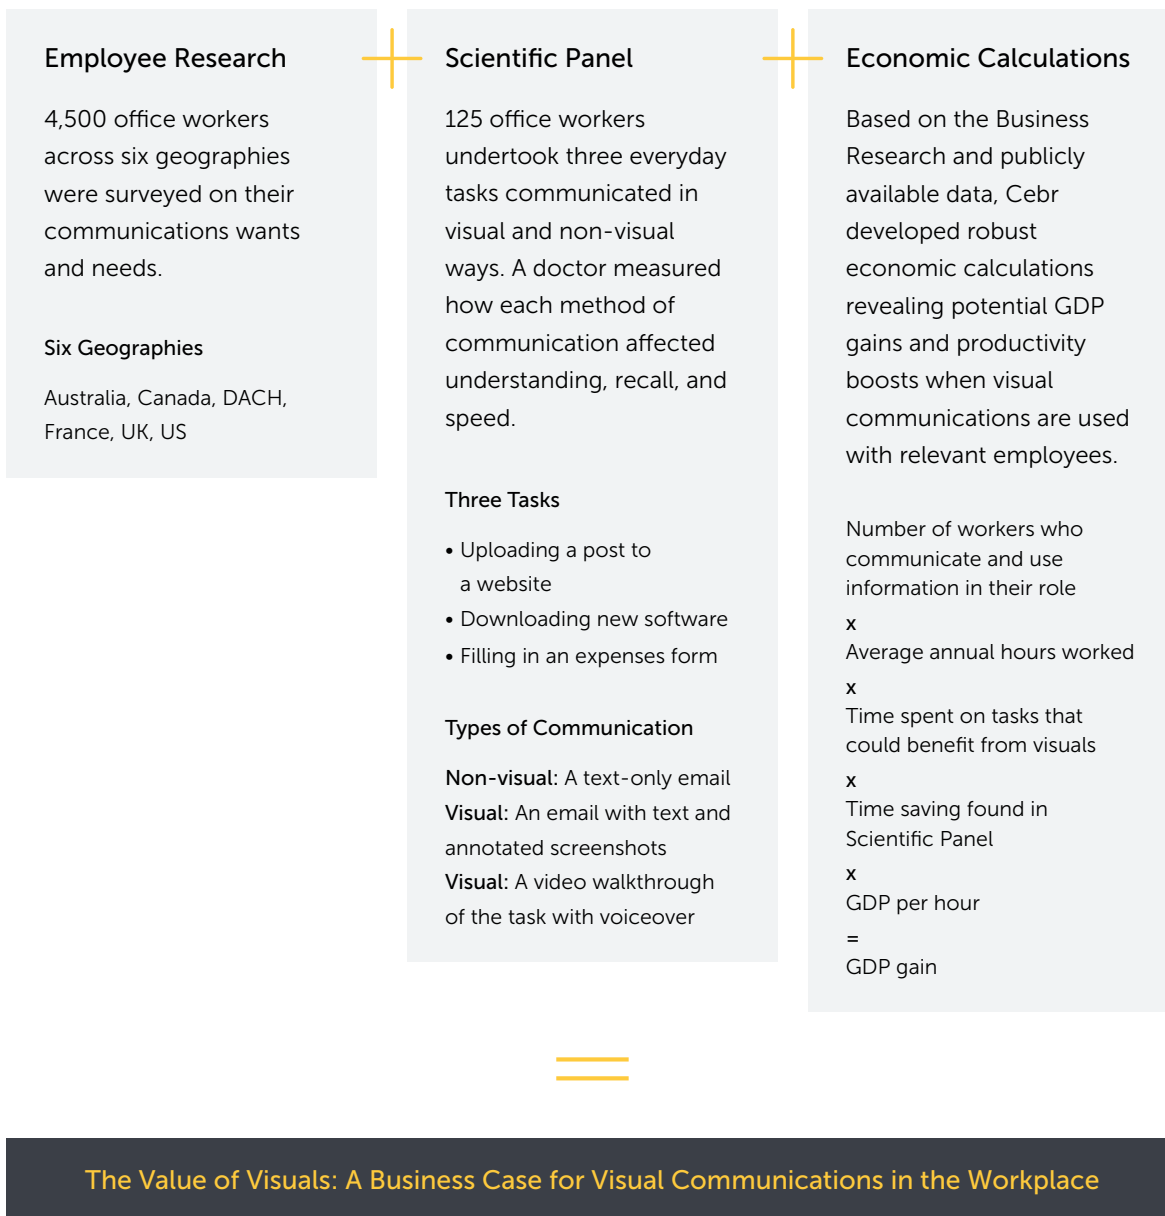 Employee Research
4,500 office workers
across six geographies
were surveyed on their
communications wants
and needs.
Six Geographies
Australia, Canada, DACH,
France, UK, US
Scientific Panel
125 office workers
undertook three everyday
tasks communicated in
visual and non-visual
ways. A doctor measured
how each method of
communication affected
understanding, recall, and
speed.
Three Tasks
• Uploading a post to
a website
• Downloading new software
• Filling in an expenses form
Types of Communication
Non-visual: A text-only email
Visual: An email with text and
annotated screenshots
Visual: A video walkthrough
of the task with voiceover
Economic Calculations
Based on the Business
Research and publicly
available data, Cebr
developed robust
economic calculations
revealing potential GDP
gains and productivity
boosts when visual
communications are used
with relevant employees.
Number of workers who
communicate and use
information in their role
x
Average annual hours worked
x
Time spent on tasks that
could benefit from visuals
x
Time saving found in
Scientific Panel
x
GDP per hour
=
GDP gain
The Value of Visuals: A Business Case for Visual Communications in the Workplace